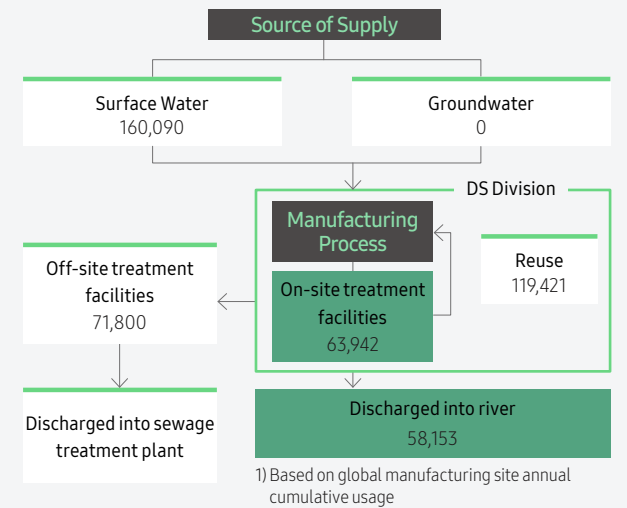 Source of Supply
Surface Water
160,090
Groundwater
0
DS Division
Manufacturing
Process
Reuse
119,421
On-site treatment
facilities
63,942
Off-site treatment
facilities
71,800
Discharged into sewage
treatment plant
Discharged into river
58,153
1) Based on global manufacturing site annual
cumulative usage